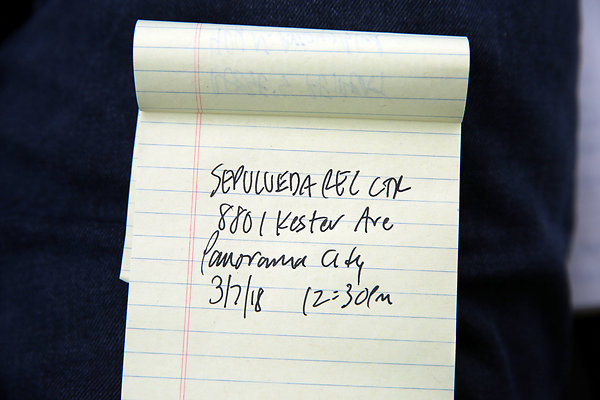 SEPULVEDA REC CTR
8801 Kester Ave
Panorama City
3/7/18 12:30pm